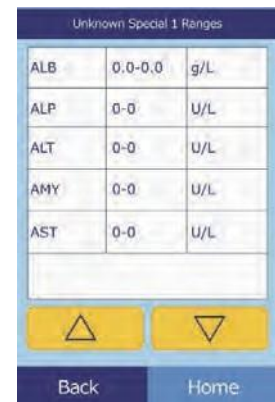 Unknown Special 1 Ranges
ALB 0.0-0.0 g/L
ALP 0-0 U/L
ALT 0-0 U/L
AMY 0-0 U/L
AST 0-0 U/L
Back Home